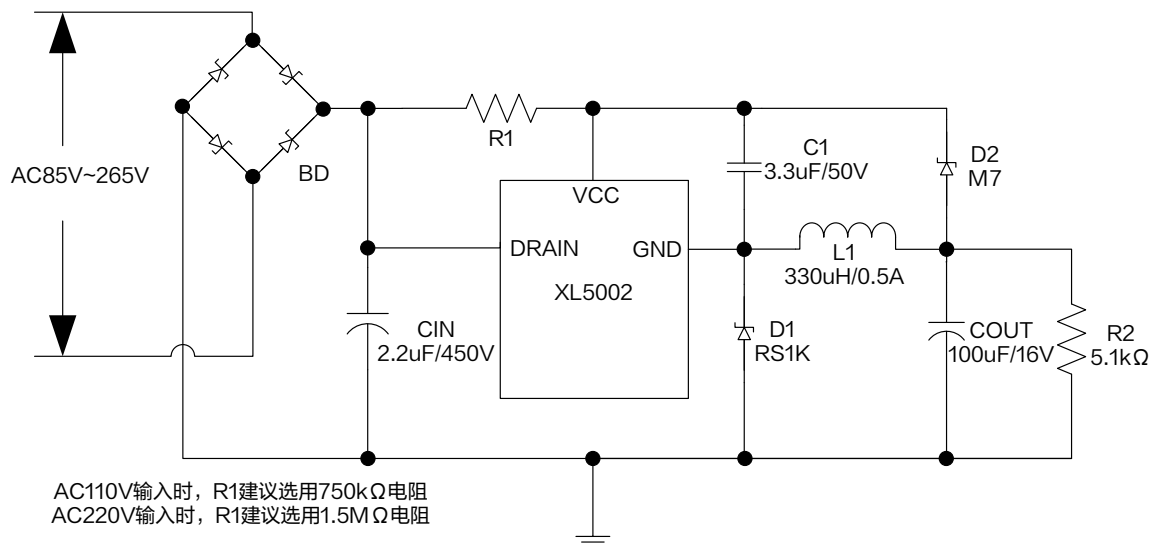 R1
BD
AC85V~265V
VCC
C1
3.3uF/50V
D2
M7
DRAIN
GND
L1
330uH/0.5A
XL5002
CIN
2.2uF/450V
D1
RS1K
COUT
100uF/16V
R2
5.1kΩ
AC110V输入时，R1建议选用750kΩ电阻
AC220V输入时，R1建议选用1.5MΩ电阻